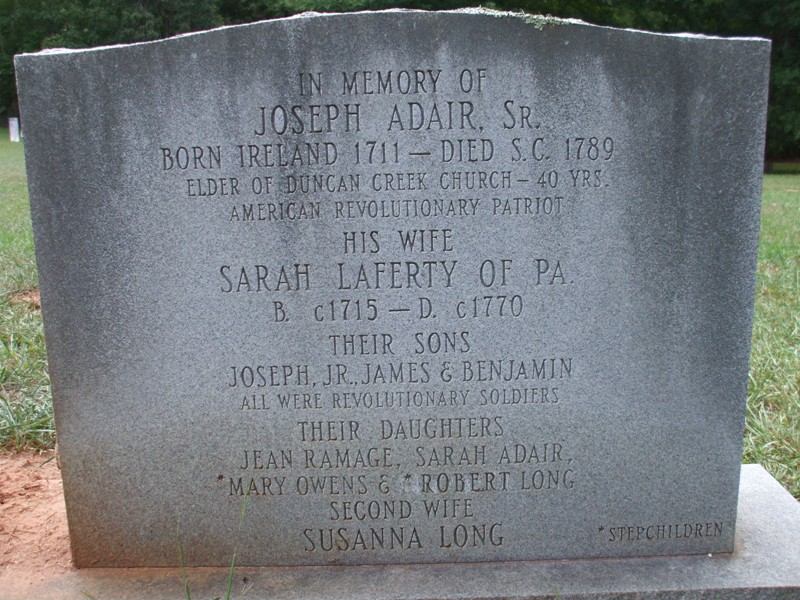 IN MEMORY OF
JOSEPH ADAIR, SR.
BORN IRELAND 1711 – DIED S.C. 1789
ELDER OF DUNCAN CREEK CHURCH – 40 YRS.
AMERICAN REVOLUTIONARY PATRIOT
HIS WIFE
SARAH LAFERTY OF PA.
B. c1715 – D. c1770
THEIR SONS
JOSEPH, JR., JAMES & BENJAMIN
ALL WERE REVOLUTIONARY SOLDIERS
THEIR DAUGHTERS
JEAN RAMAGE, SARAH ADAIR,
*MARY OWENS & *ROBERT LONG
SECOND WIFE
SUSANNA LONG
*STEPCHILDREN